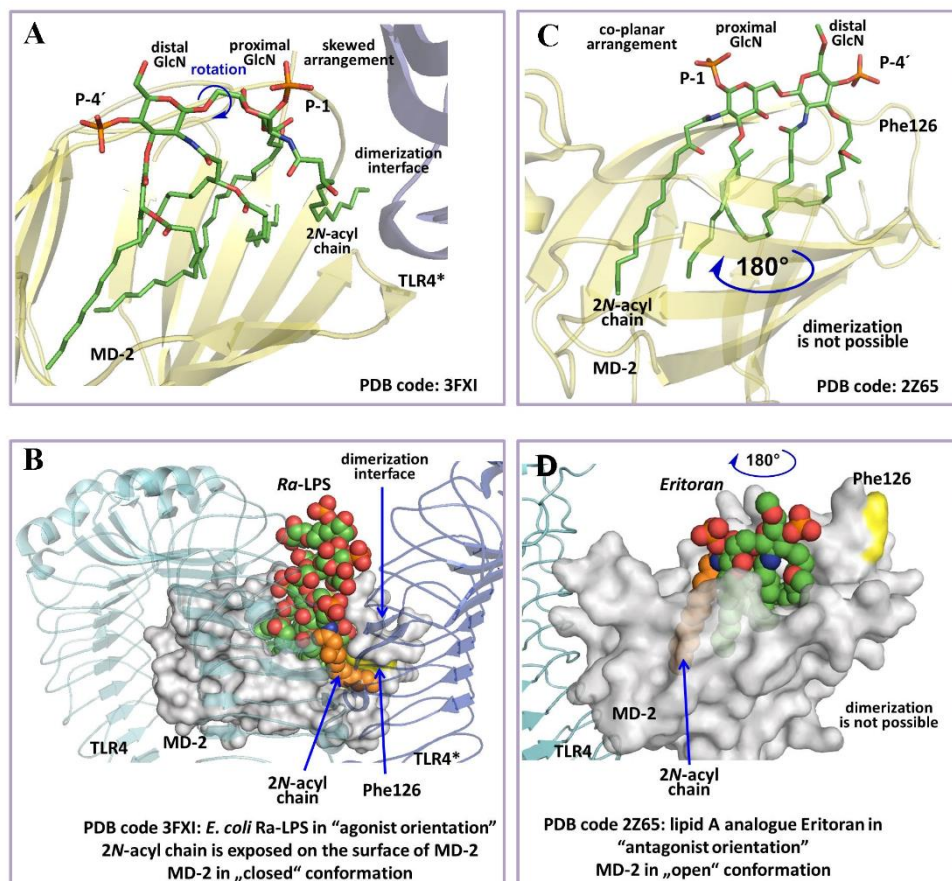 A
distal
GlcN
proximal
GlcN
skewed
arrangement
rotation
P-4´
P-1
dimerization
interface
2N-acyl
chain
TLR4*
MD-2
PDB code: 3FXI
C
co-planar
arrangement
proximal
GlcN
distal
GlcN
P-1
P-4´
Phe126
180°
2N-acyl
chain
MD-2
dimerization
is not possible
PDB code: 2Z65
B
dimerization
interface
Ra-LPS
TLR4
MD-2
TLR4*
2N-acyl
chain
Phe126
PDB code 3FXI: E. coli Ra-LPS in “agonist orientation”
2N-acyl chain is exposed on the surface of MD-2
MD-2 in „closed“ conformation
D
180°
Phe126
Eritoran
MD-2
dimerization
is not possible
TLR4
2N-acyl
chain
PDB code 2Z65: lipid A analogue Eritoran in
“antagonist orientation”
MD-2 in „open“ conformation